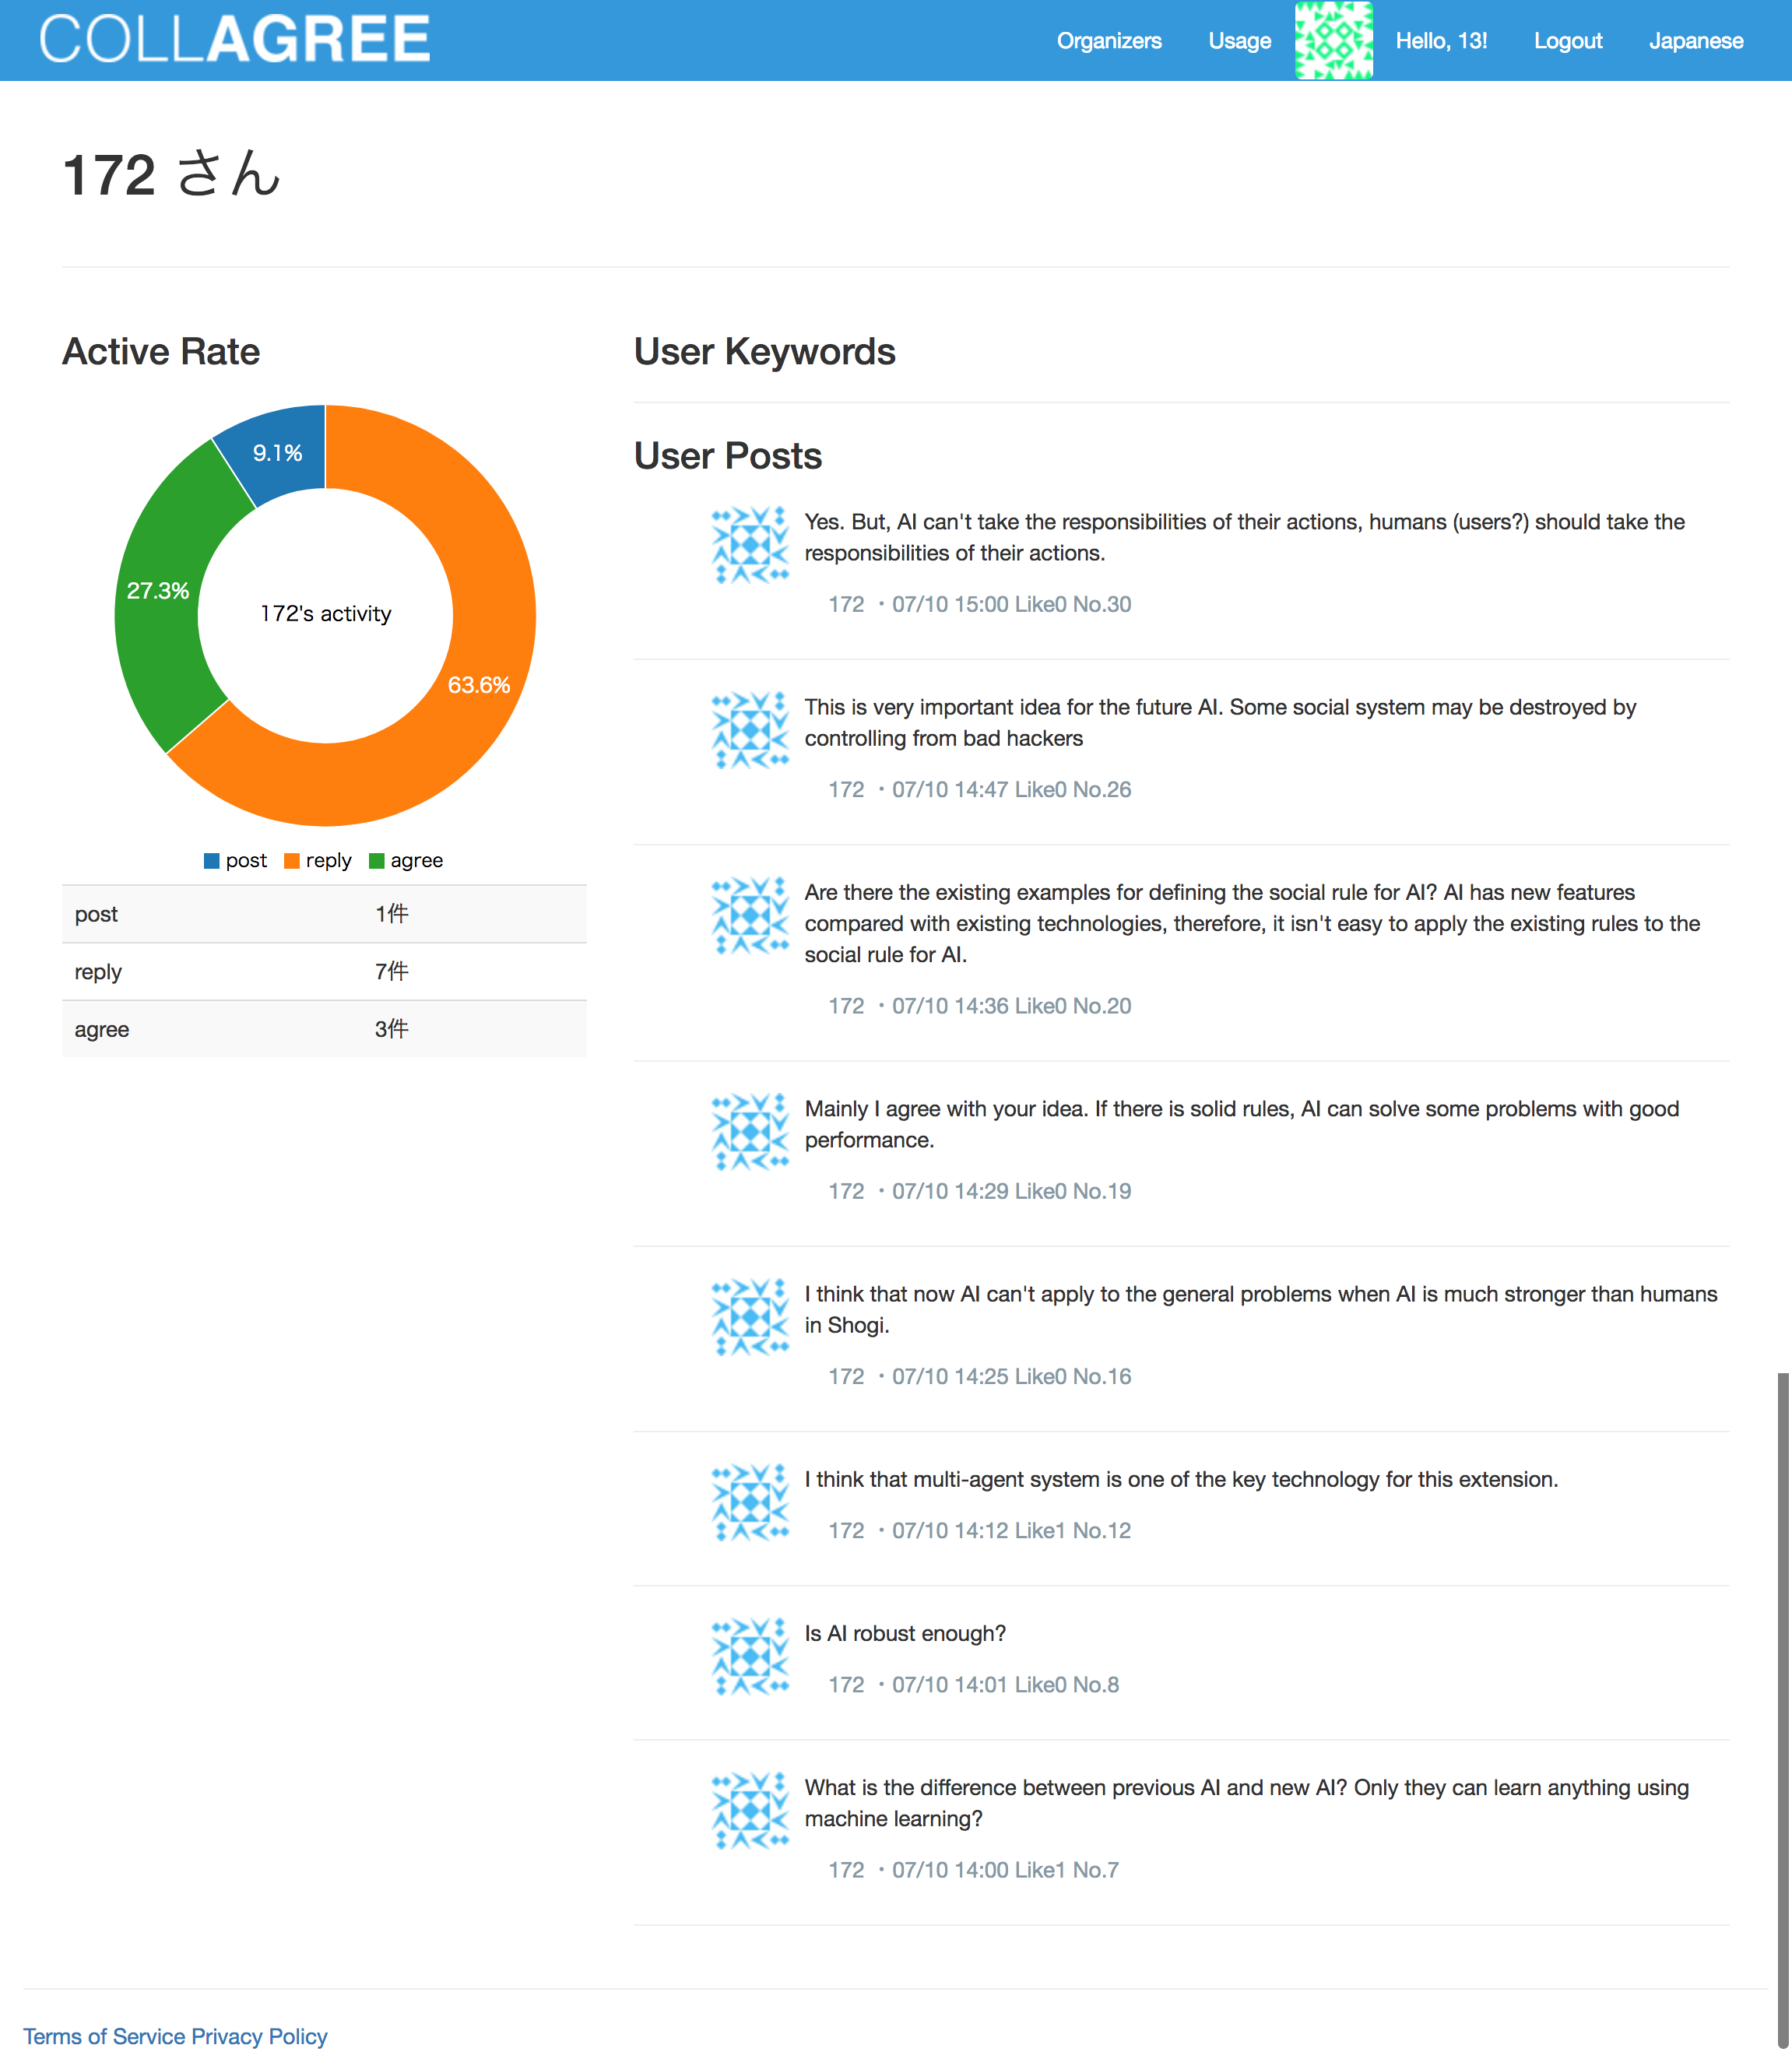 COLLAGREE
Organizers Usage Hello, 13! Logout Japanese
172 さん
Active Rate
9.1%
27.3%
172's activity
63.6%
post reply agree
post 1件
reply 7件
agree 3件
User Keywords
User Posts
Yes. But, AI can't take the responsibilities of their actions, humans (users?) should take the
responsibilities of their actions.
172 ・07/10 15:00 Like0 No.30
This is very important idea for the future AI. Some social system may be destroyed by
controlling from bad hackers
172 ・07/10 14:47 Like0 No.26
Are there the existing examples for defining the social rule for AI? AI has new features
compared with existing technologies, therefore, it isn't easy to apply the existing rules to the
social rule for AI.
172 ・07/10 14:36 Like0 No.20
Mainly I agree with your idea. If there is solid rules, AI can solve some problems with good
performance.
172 ・07/10 14:29 Like0 No.19
I think that now AI can't apply to the general problems when AI is much stronger than humans
in Shogi.
172 ・07/10 14:25 Like0 No.16
I think that multi-agent system is one of the key technology for this extension.
172 ・07/10 14:12 Like1 No.12
Is AI robust enough?
172 ・07/10 14:01 Like0 No.8
What is the difference between previous AI and new AI? Only they can learn anything using
machine learning?
172 ・07/10 14:00 Like1 No.7
Terms of Service Privacy Policy